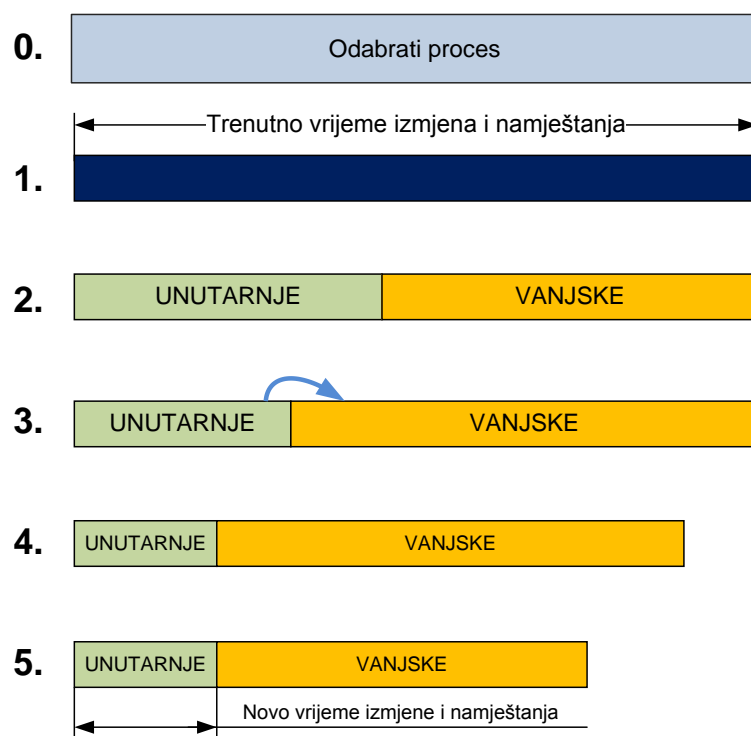 0. Odabrati proces
Trenutno vrijeme izmjena i namještanja
1.
2. UNUTARNJE VANJSKE
3. UNUTARNJE VANJSKE
4. UNUTARNJE VANJSKE
5. UNUTARNJE VANJSKE
Novo vrijeme izmjene i namještanja